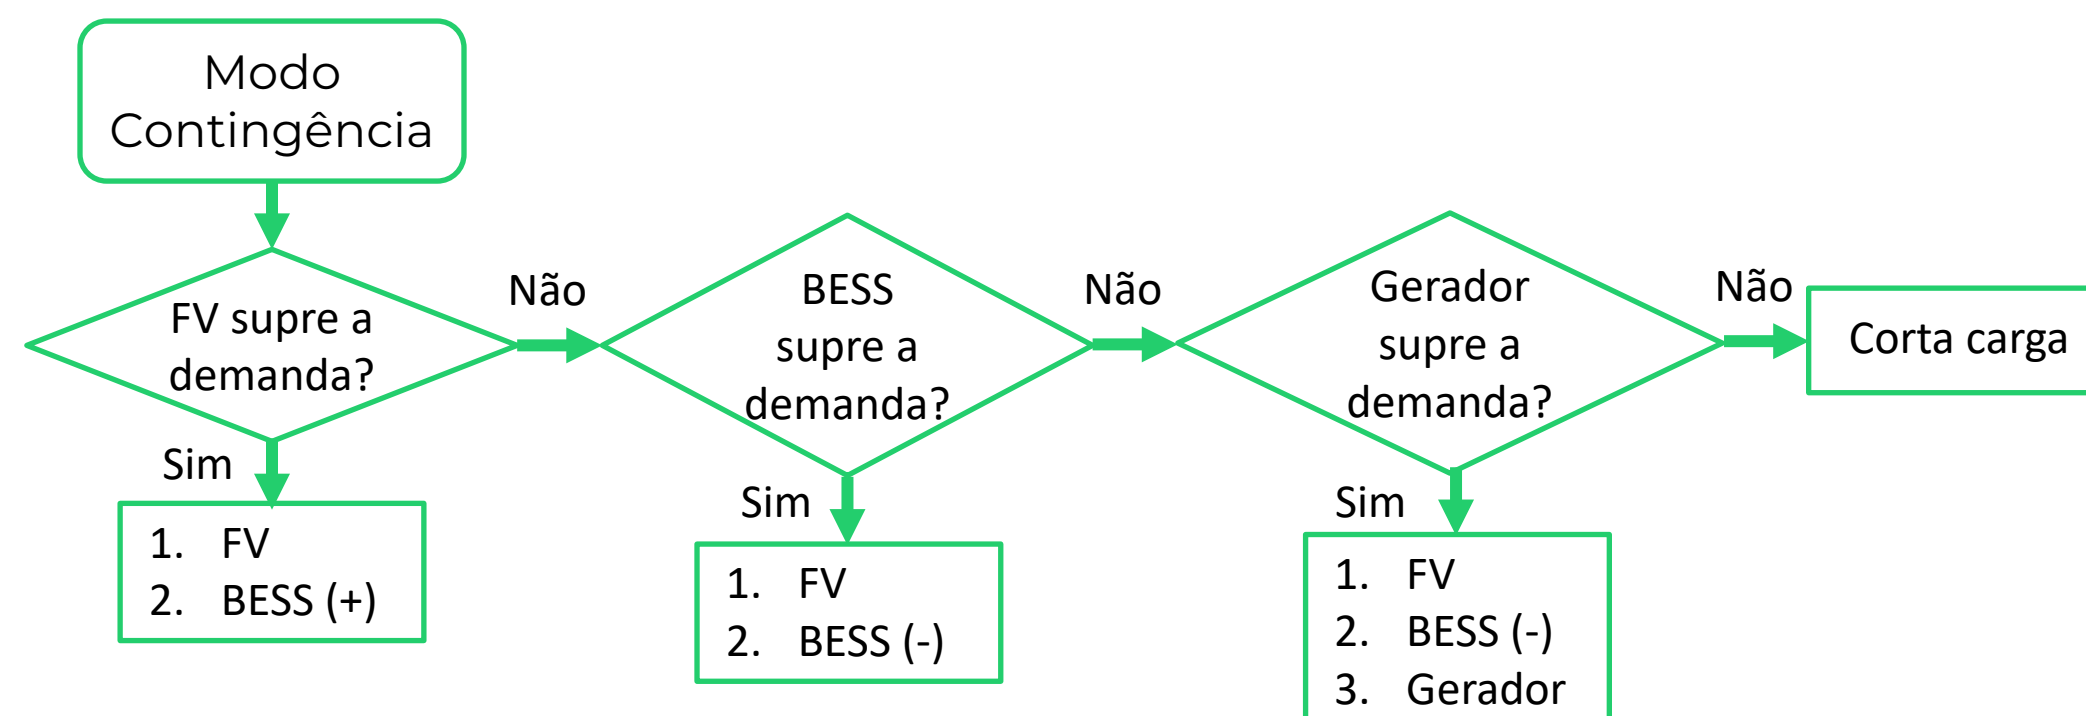 Modo
Contingência
FV supre a
demanda?
Não
Sim
1. FV
2. BESS (+)
BESS
supre a
demanda?
Não
Sim
1. FV
2. BESS (-)
Gerador
supre a
demanda?
Não
Sim
1. FV
2. BESS (-)
3. Gerador
Corta carga